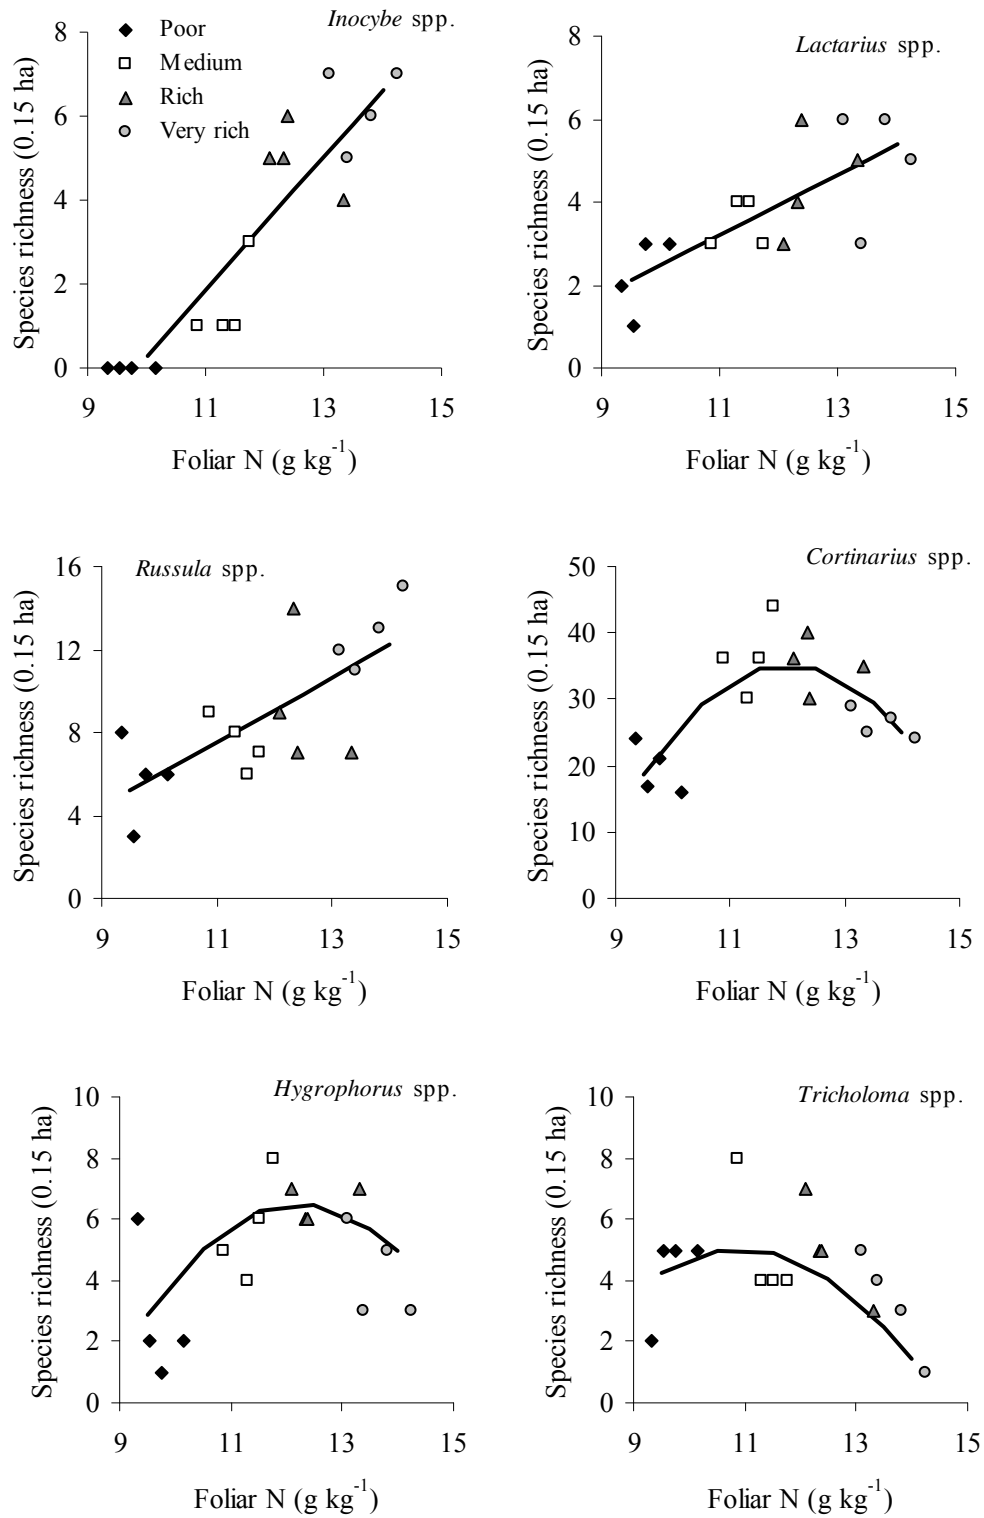 Inocybe spp.
Poor
Medium
Rich
Very rich
Species richness (0.15 ha)
8
6
4
2
0
9 11 13 15
Foliar N (g kg-1)
Lactarius spp.
Species richness (0.15 ha)
8
6
4
2
0
9 11 13 15
Foliar N (g kg-1)
Russula spp.
Species richness (0.15 ha)
16
12
8
4
0
9 11 13 15
Foliar N (g kg-1)
Cortinarius spp.
Species richness (0.15 ha)
50
40
30
20
10
0
9 11 13 15
Foliar N (g kg-1)
Hygrophorus spp.
Species richness (0.15 ha)
10
8
6
4
2
0
9 11 13 15
Foliar N (g kg-1)
Tricholoma spp.
Species richness (0.15 ha)
10
8
6
4
2
0
9 11 13 15
Foliar N (g kg-1)